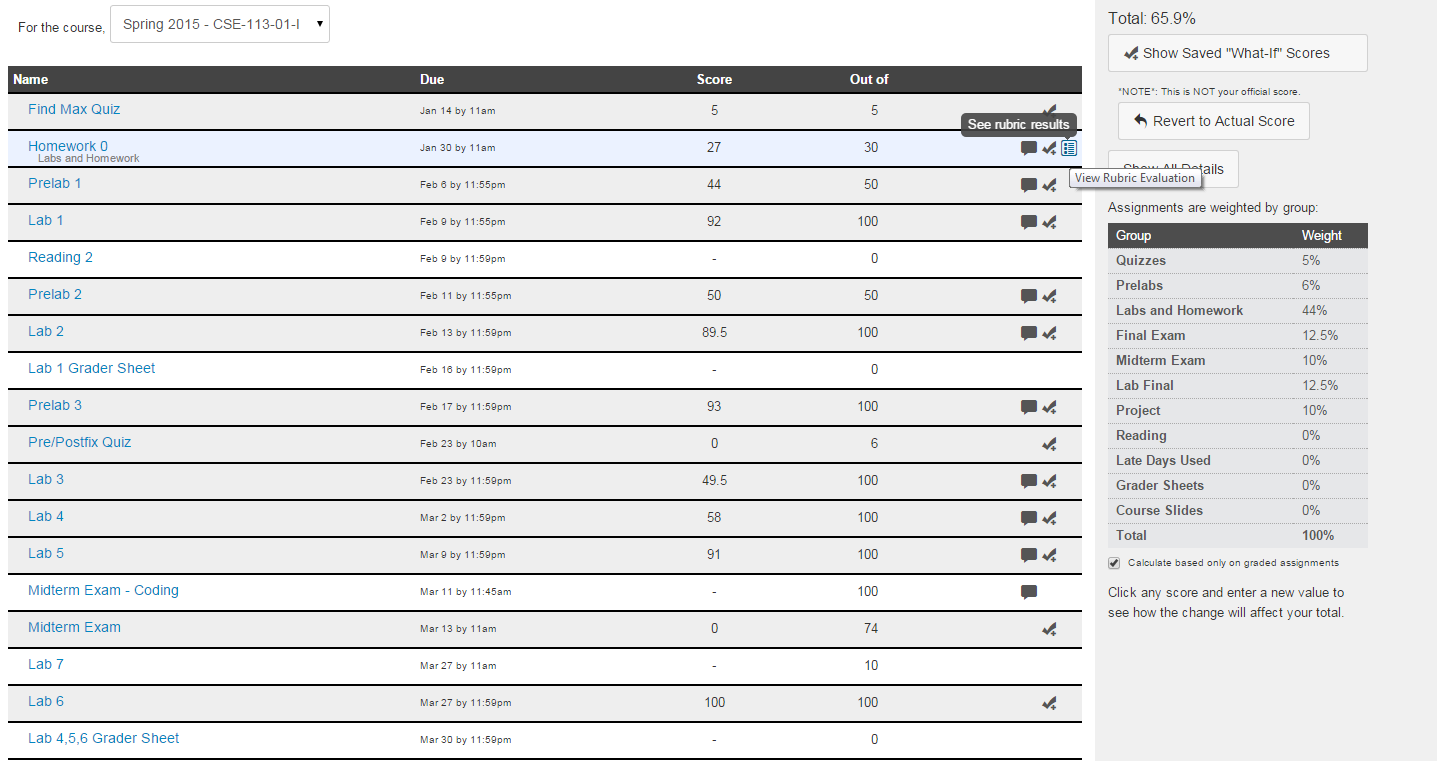 For the course, Spring 2015 - CSE-113-01-I
Name Due Score Out of
Find Max Quiz Jan 14 by 11am 5 5
See rubric results
Homework 0 Jan 30 by 11am 27 30
Labs and Homework
Prelab 1 Feb 6 by 11:55pm 44 50
Lab 1 Feb 9 by 11:55pm 92 100
Reading 2 Feb 9 by 11:59pm - 0
Prelab 2 Feb 11 by 11:55pm 50 50
Lab 2 Feb 13 by 11:59pm 89.5 100
Lab 1 Grader Sheet Feb 16 by 11:59pm - 0
Prelab 3 Feb 17 by 11:59pm 93 100
Pre/Postfix Quiz Feb 23 by 10am 0 6
Lab 3 Feb 23 by 11:59pm 49.5 100
Lab 4 Mar 2 by 11:59pm 58 100
Lab 5 Mar 9 by 11:59pm 91 100
Midterm Exam - Coding Mar 11 by 11:45am - 100
Midterm Exam Mar 13 by 11am 0 74
Lab 7 Mar 27 by 11am - 10
Lab 6 Mar 27 by 11:59pm 100 100
Lab 4,5,6 Grader Sheet Mar 30 by 11:59pm - 0
Total: 65.9%
Show Saved "What-If" Scores
*NOTE*: This is NOT your official score.
Revert to Actual Score
Show All Details
View Rubric Evaluation
Assignments are weighted by group:
Group Weight
Quizzes 5%
Prelabs 6%
Labs and Homework 44%
Final Exam 12.5%
Midterm Exam 10%
Lab Final 12.5%
Project 10%
Reading 0%
Late Days Used 0%
Grader Sheets 0%
Course Slides 0%
Total 100%
Calculate based only on graded assignments
Click any score and enter a new value to
see how the change will affect your total.